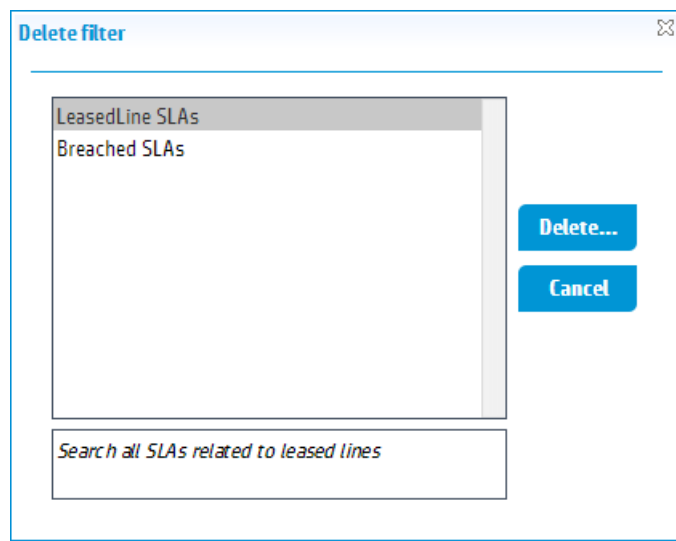 Delete filter
LeasedLine SLAs
Breached SLAs
Delete...
Cancel
Search all SLAs related to leased lines